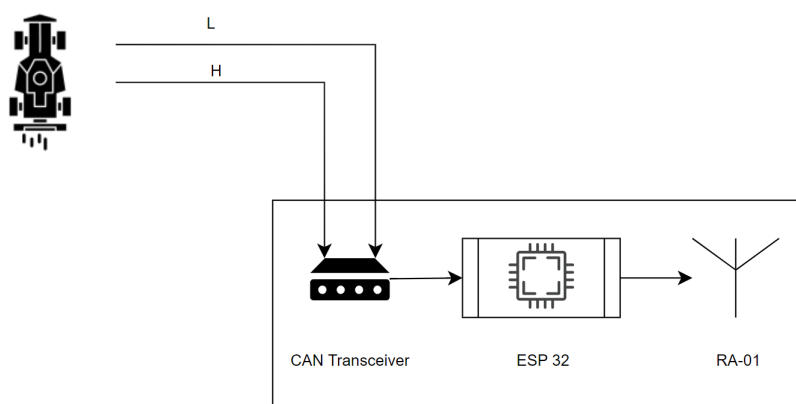 L
H
CAN Transceiver
ESP 32
RA-01